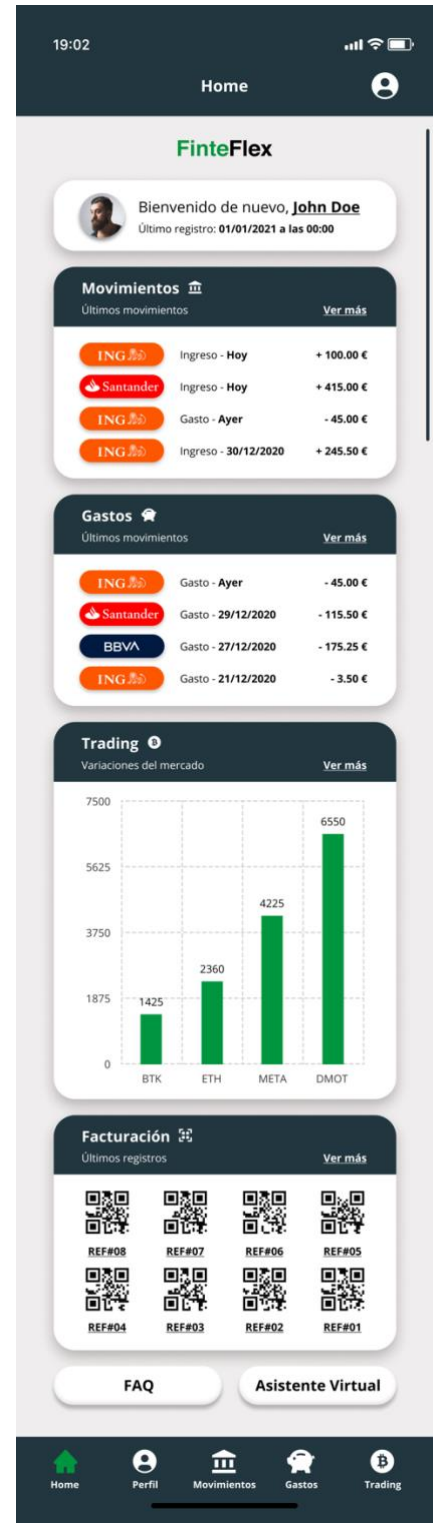 19:02
Home
FinteFlex
Bienvenido de nuevo, John Doe
Último registro: 01/01/2021 a las 00:00
Movimientos
Últimos movimientos Ver más
ING Ingreso - Hoy + 100.00 €
Santander Ingreso - Hoy + 415.00 €
ING Gasto - Ayer - 45.00 €
ING Ingreso - 30/12/2020 + 245.50 €
Gastos
Últimos movimientos Ver más
ING Gasto - Ayer - 45.00 €
Santander Gasto - 29/12/2020 - 115.50 €
BBVA Gasto - 27/12/2020 - 175.25 €
ING Gasto - 21/12/2020 - 3.50 €
Trading
Variaciones del mercado Ver más
7500
6550
5625
4225
3750
2360
1875
1425
0
BTK ETH META DMOT
Facturación
Últimos registros Ver más
REF#08 REF#07 REF#06 REF#05
REF#04 REF#03 REF#02 REF#01
FAQ Asistente Virtual
Home Perfil Movimientos Gastos Trading